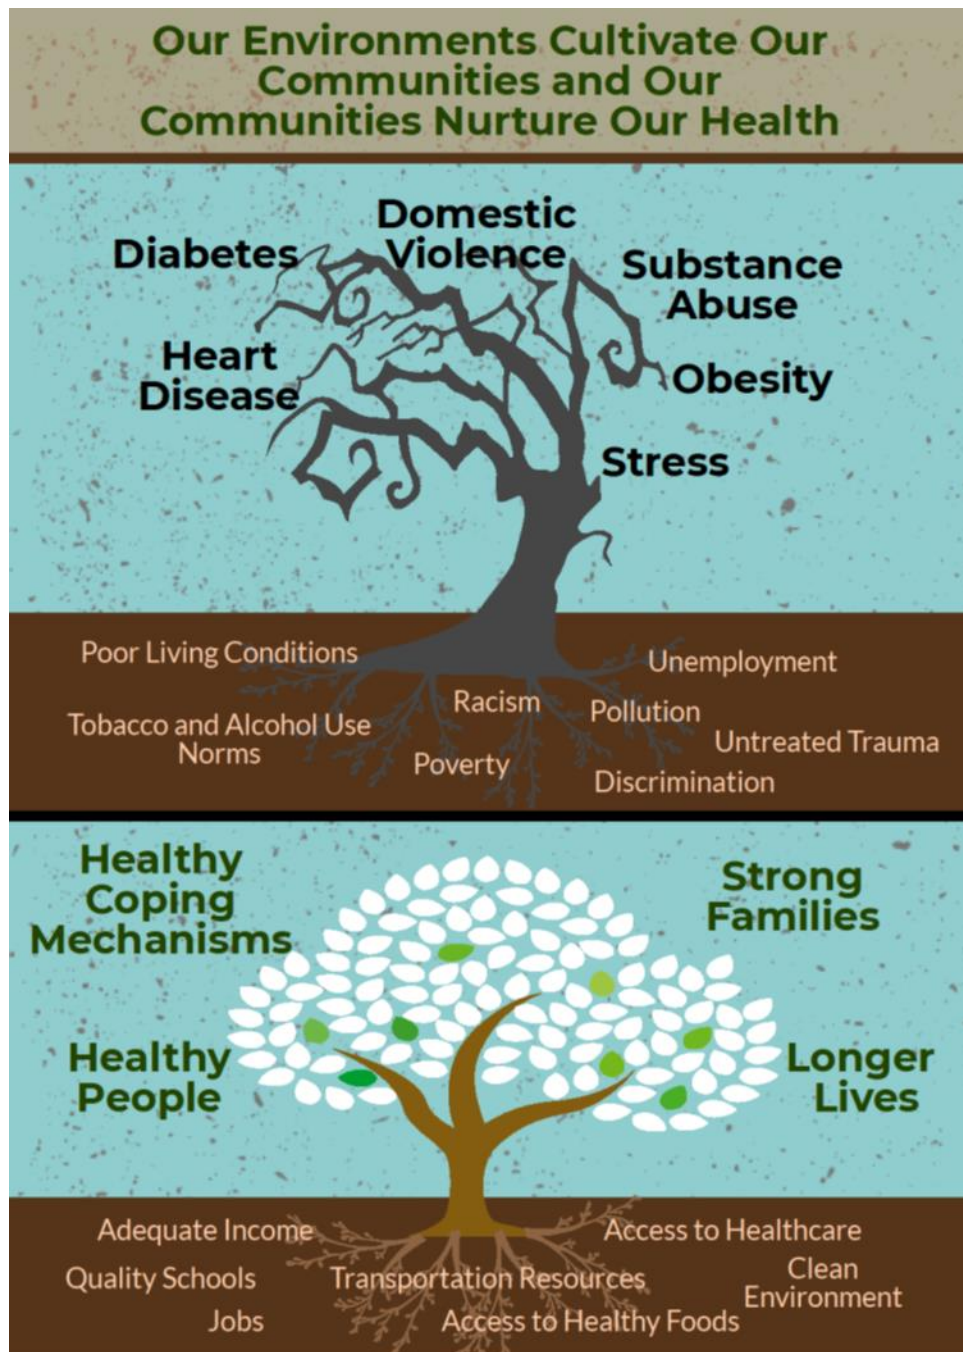 Our Environments Cultivate Our
Communities and Our
Communities Nurture Our Health
Domestic
Violence
Diabetes
Substance
Abuse
Heart
Disease
Obesity
Stress
Poor Living Conditions
Unemployment
Racism
Pollution
Tobacco and Alcohol Use
Norms
Untreated Trauma
Poverty
Discrimination
Healthy
Coping
Mechanisms
Strong
Families
Healthy
People
Longer
Lives
Adequate Income
Access to Healthcare
Quality Schools
Transportation Resources
Clean
Environment
Jobs
Access to Healthy Foods